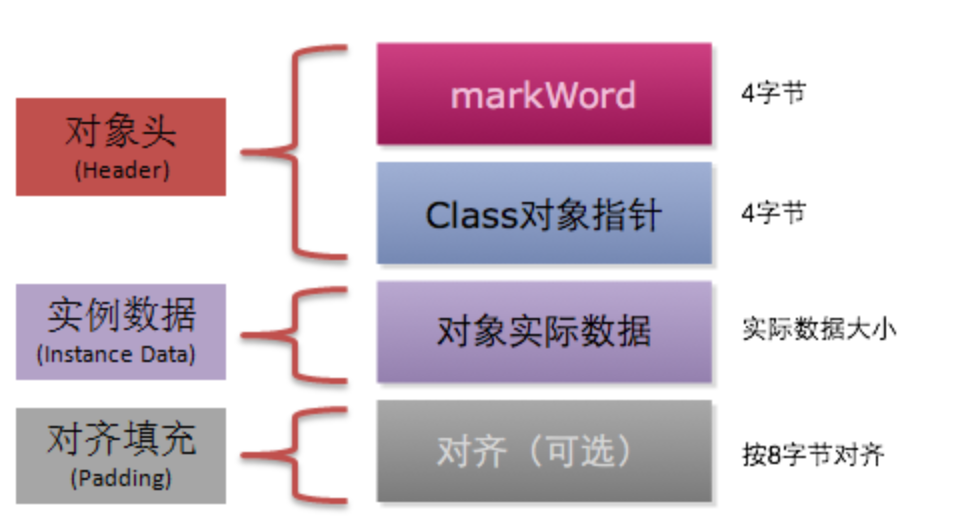 对象头
(Header)
markWord
4字节
Class对象指针
4字节
实例数据
(Instance Data)
对象实际数据
实际数据大小
对齐填充
(Padding)
对齐（可选）
按8字节对齐